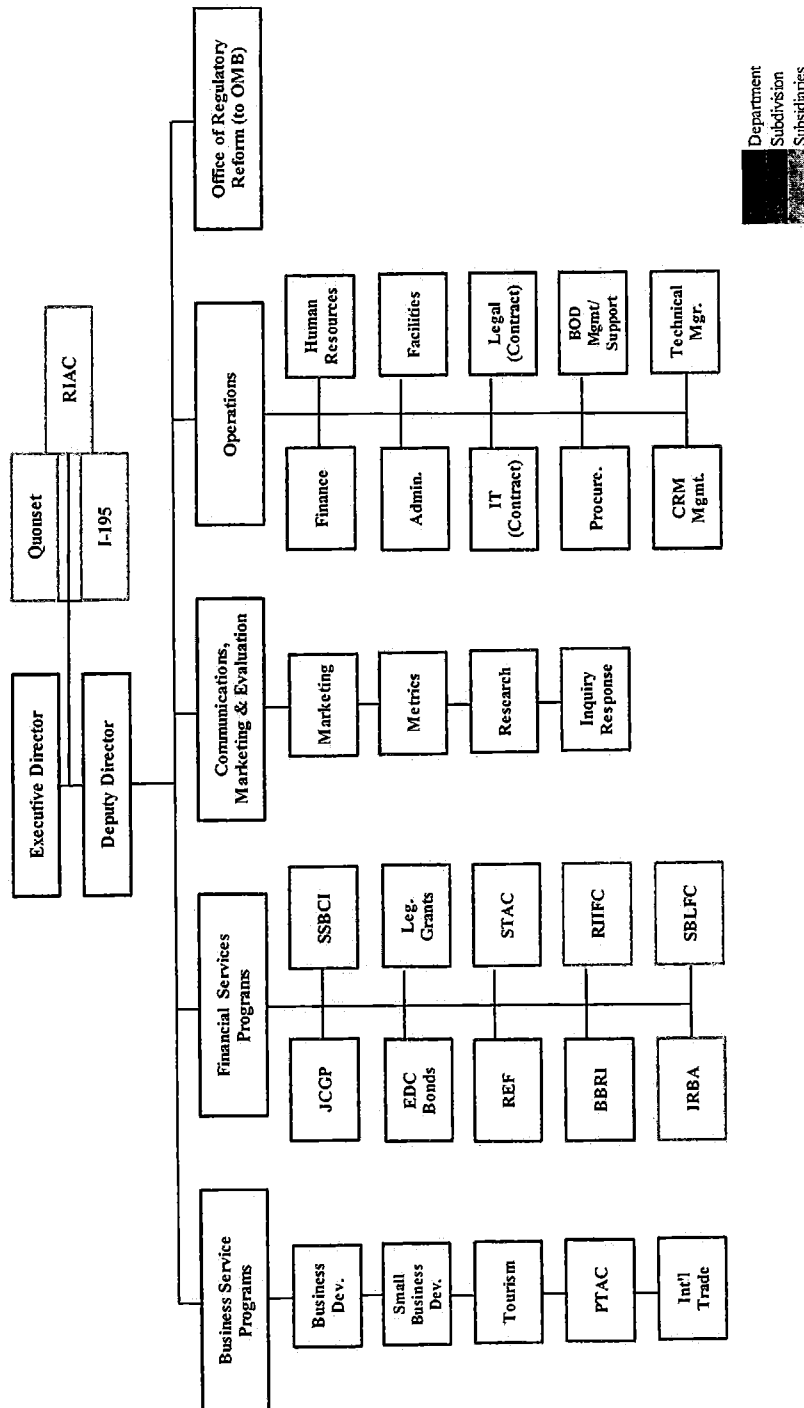 Executive Director
Deputy Director
Quonset
RIAC
I-195
Business Service
Programs
Financial Services
Programs
Communications,
Marketing & Evaluation
Operations
Office of Regulatory
Reform (to OMB)
Business
Dev.
Small
Business
Dev.
Tourism
PTAC
Int'l
Trade
JCGP
SSBCI
EDC
Bonds
Leg.
Grants
REF
STAC
BBRI
RIIFC
IRBA
SBLFC
Marketing
Metrics
Research
Inquiry
Response
Finance
Human
Resources
Admin.
Facilities
IT
(Contract)
Legal
(Contract)
Procure.
BOD
Mgmt/
Support
CRM
Mgmt.
Technical
Mgr.
Department
Subdivision
Subsidiaries